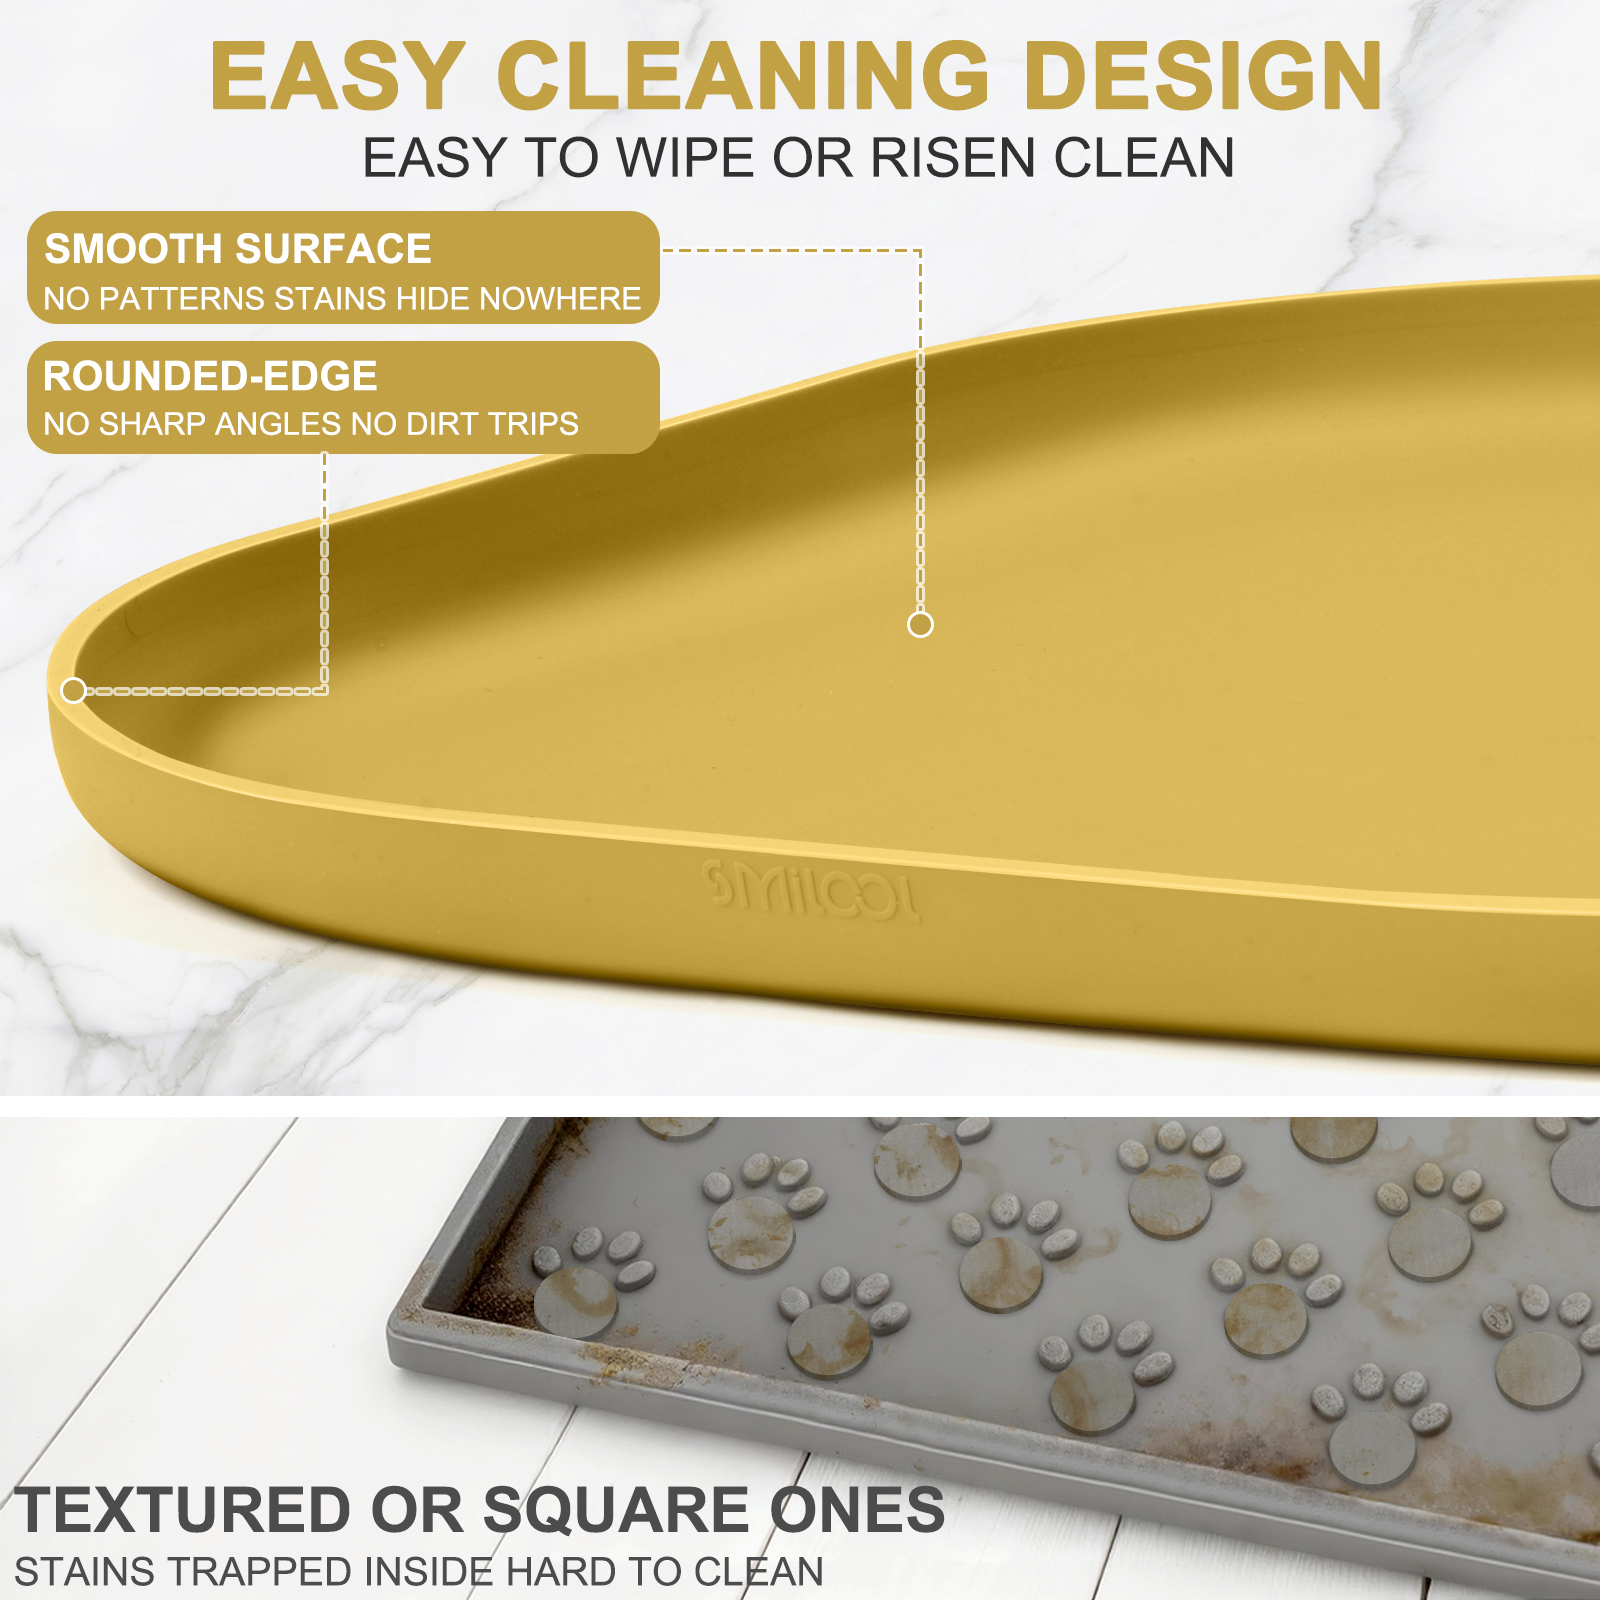 EASY CLEANING DESIGN
EASY TO WIPE OR RISEN CLEAN
SMOOTH SURFACE
NO PATTERNS STAINS HIDE NOWHERE
ROUNDED-EDGE
NO SHARP ANGLES NO DIRT TRIPS
SMILOOL
TEXTURED OR SQUARE ONES
STAINS TRAPPED INSIDE HARD TO CLEAN